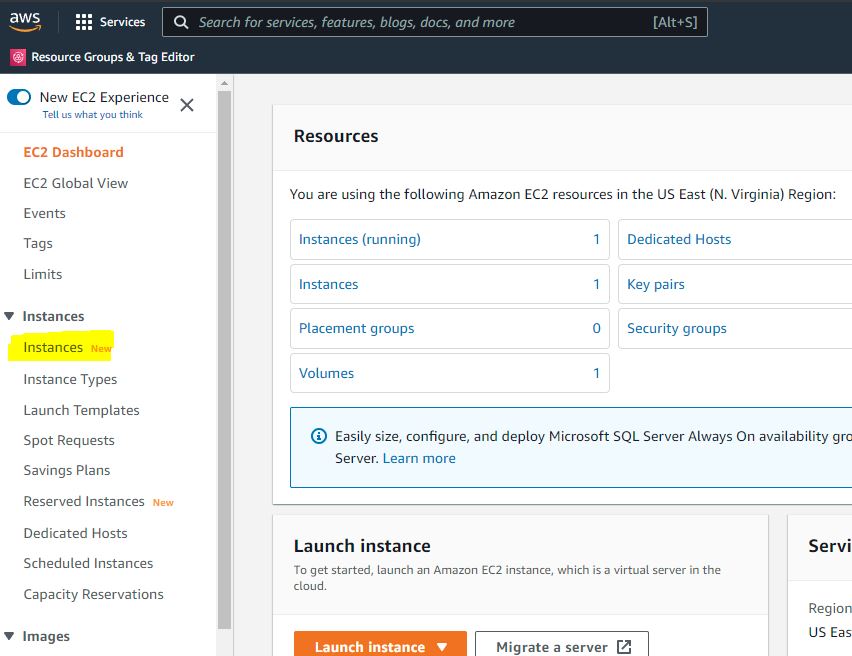 aws
Services
Search for services, features, blogs, docs, and more
[Alt+S]
Resource Groups & Tag Editor
New EC2 Experience
Tell us what you think
EC2 Dashboard
EC2 Global View
Events
Tags
Limits
Instances
Instances New
Instance Types
Launch Templates
Spot Requests
Savings Plans
Reserved Instances New
Dedicated Hosts
Scheduled Instances
Capacity Reservations
Images
Resources
You are using the following Amazon EC2 resources in the US East (N. Virginia) Region:
Instances (running) 1
Dedicated Hosts
Instances 1
Key pairs
Placement groups 0
Security groups
Volumes 1
Easily size, configure, and deploy Microsoft SQL Server Always On availability gro
Server. Learn more
Launch instance
To get started, launch an Amazon EC2 instance, which is a virtual server in the
cloud.
Launch instance
Migrate a server
Servi
Region
US Eas